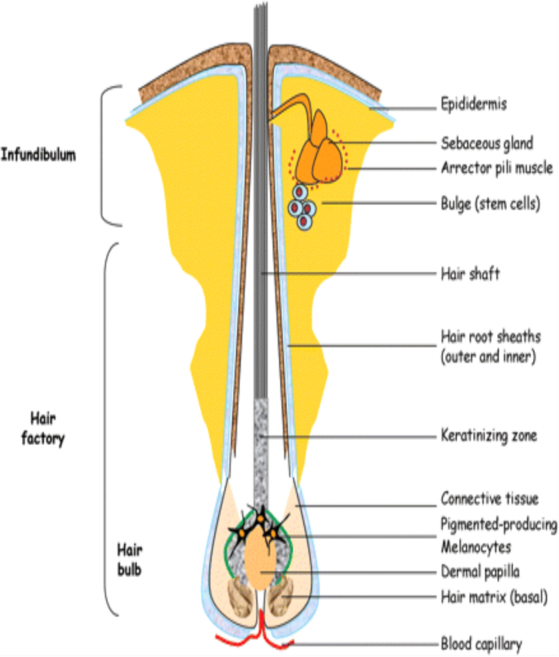 Epididermis
Sebaceous gland
Arrector pili muscle
Infundibulum
Bulge (stem cells)
Hair shaft
Hair root sheaths
(outer and inner)
Hair
factory
Keratinizing zone
Connective tissue
Pigmented-producing
Melanocytes
Hair
bulb
Dermal papilla
Hair matrix (basal)
Blood capillary